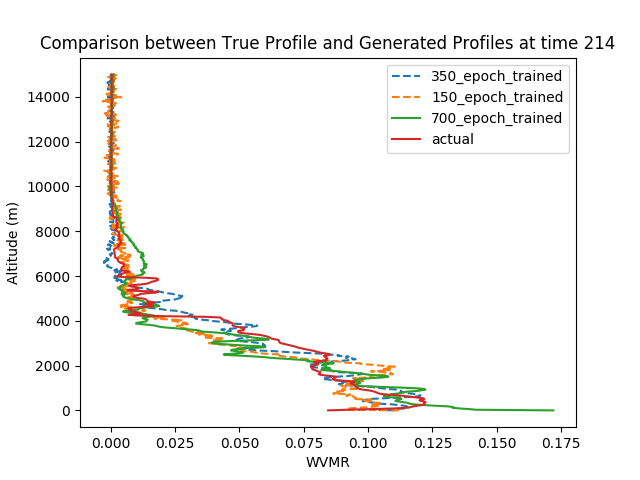 Comparison between True Profile and Generated Profiles at time 214
350_epoch_trained
150_epoch_trained
700_epoch_trained
actual
Altitude (m)
14000
12000
10000
8000
6000
4000
2000
0
0.000 0.025 0.050 0.075 0.100 0.125 0.150 0.175
WVMR